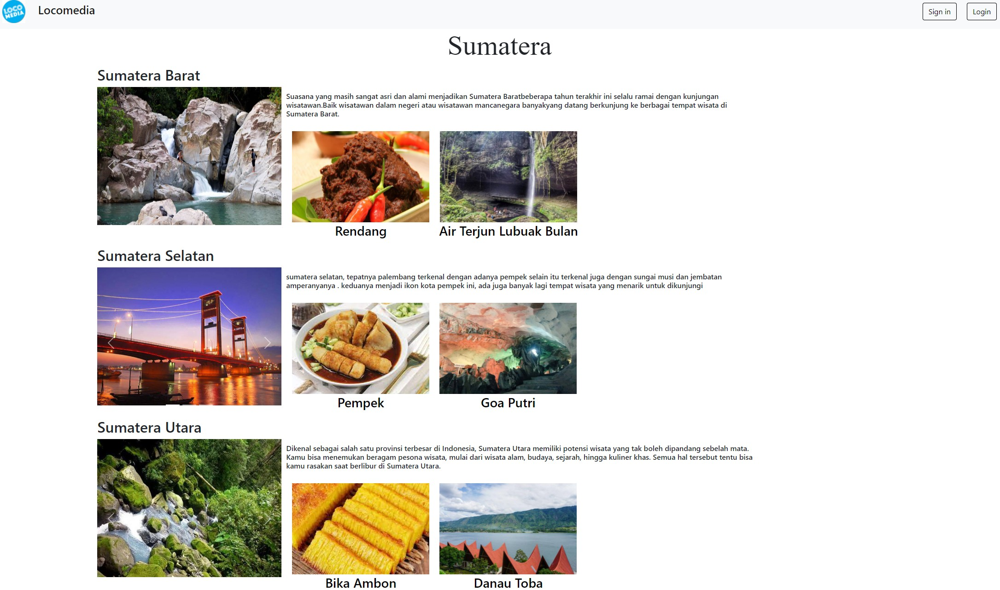 LOCO
MEDIA
Locomedia
Sign in
Login
Sumatera
Sumatera Barat
Suasana yang masih sangat asri dan alami menjadikan Sumatera Baratbeberapa tahun terakhir ini selalu ramai dengan kunjungan
wisatawan.Baik wisatawan dalam negeri atau wisatawan mancanegara banyakyang datang berkunjung ke berbagai tempat wisata di
Sumatera Barat.
Rendang
Air Terjun Lubuak Bulan
Sumatera Selatan
sumatera selatan, tepatnya palembang terkenal dengan adanya pempek selain itu terkenal juga dengan sungai musi dan jembatan
amperanyanya . keduanya menjadi ikon kota pempek ini, ada juga banyak lagi tempat wisata yang menarik untuk dikunjungi
Pempek
Goa Putri
Sumatera Utara
Dikenal sebagai salah satu provinsi terbesar di Indonesia, Sumatera Utara memiliki potensi wisata yang tak boleh dipandang sebelah mata.
Kamu bisa menemukan beragam pesona wisata, mulai dari wisata alam, budaya, sejarah, hingga kuliner khas. Semua hal tersebut tentu bisa
kamu rasakan saat berlibur di Sumatera Utara.
Bika Ambon
Danau Toba